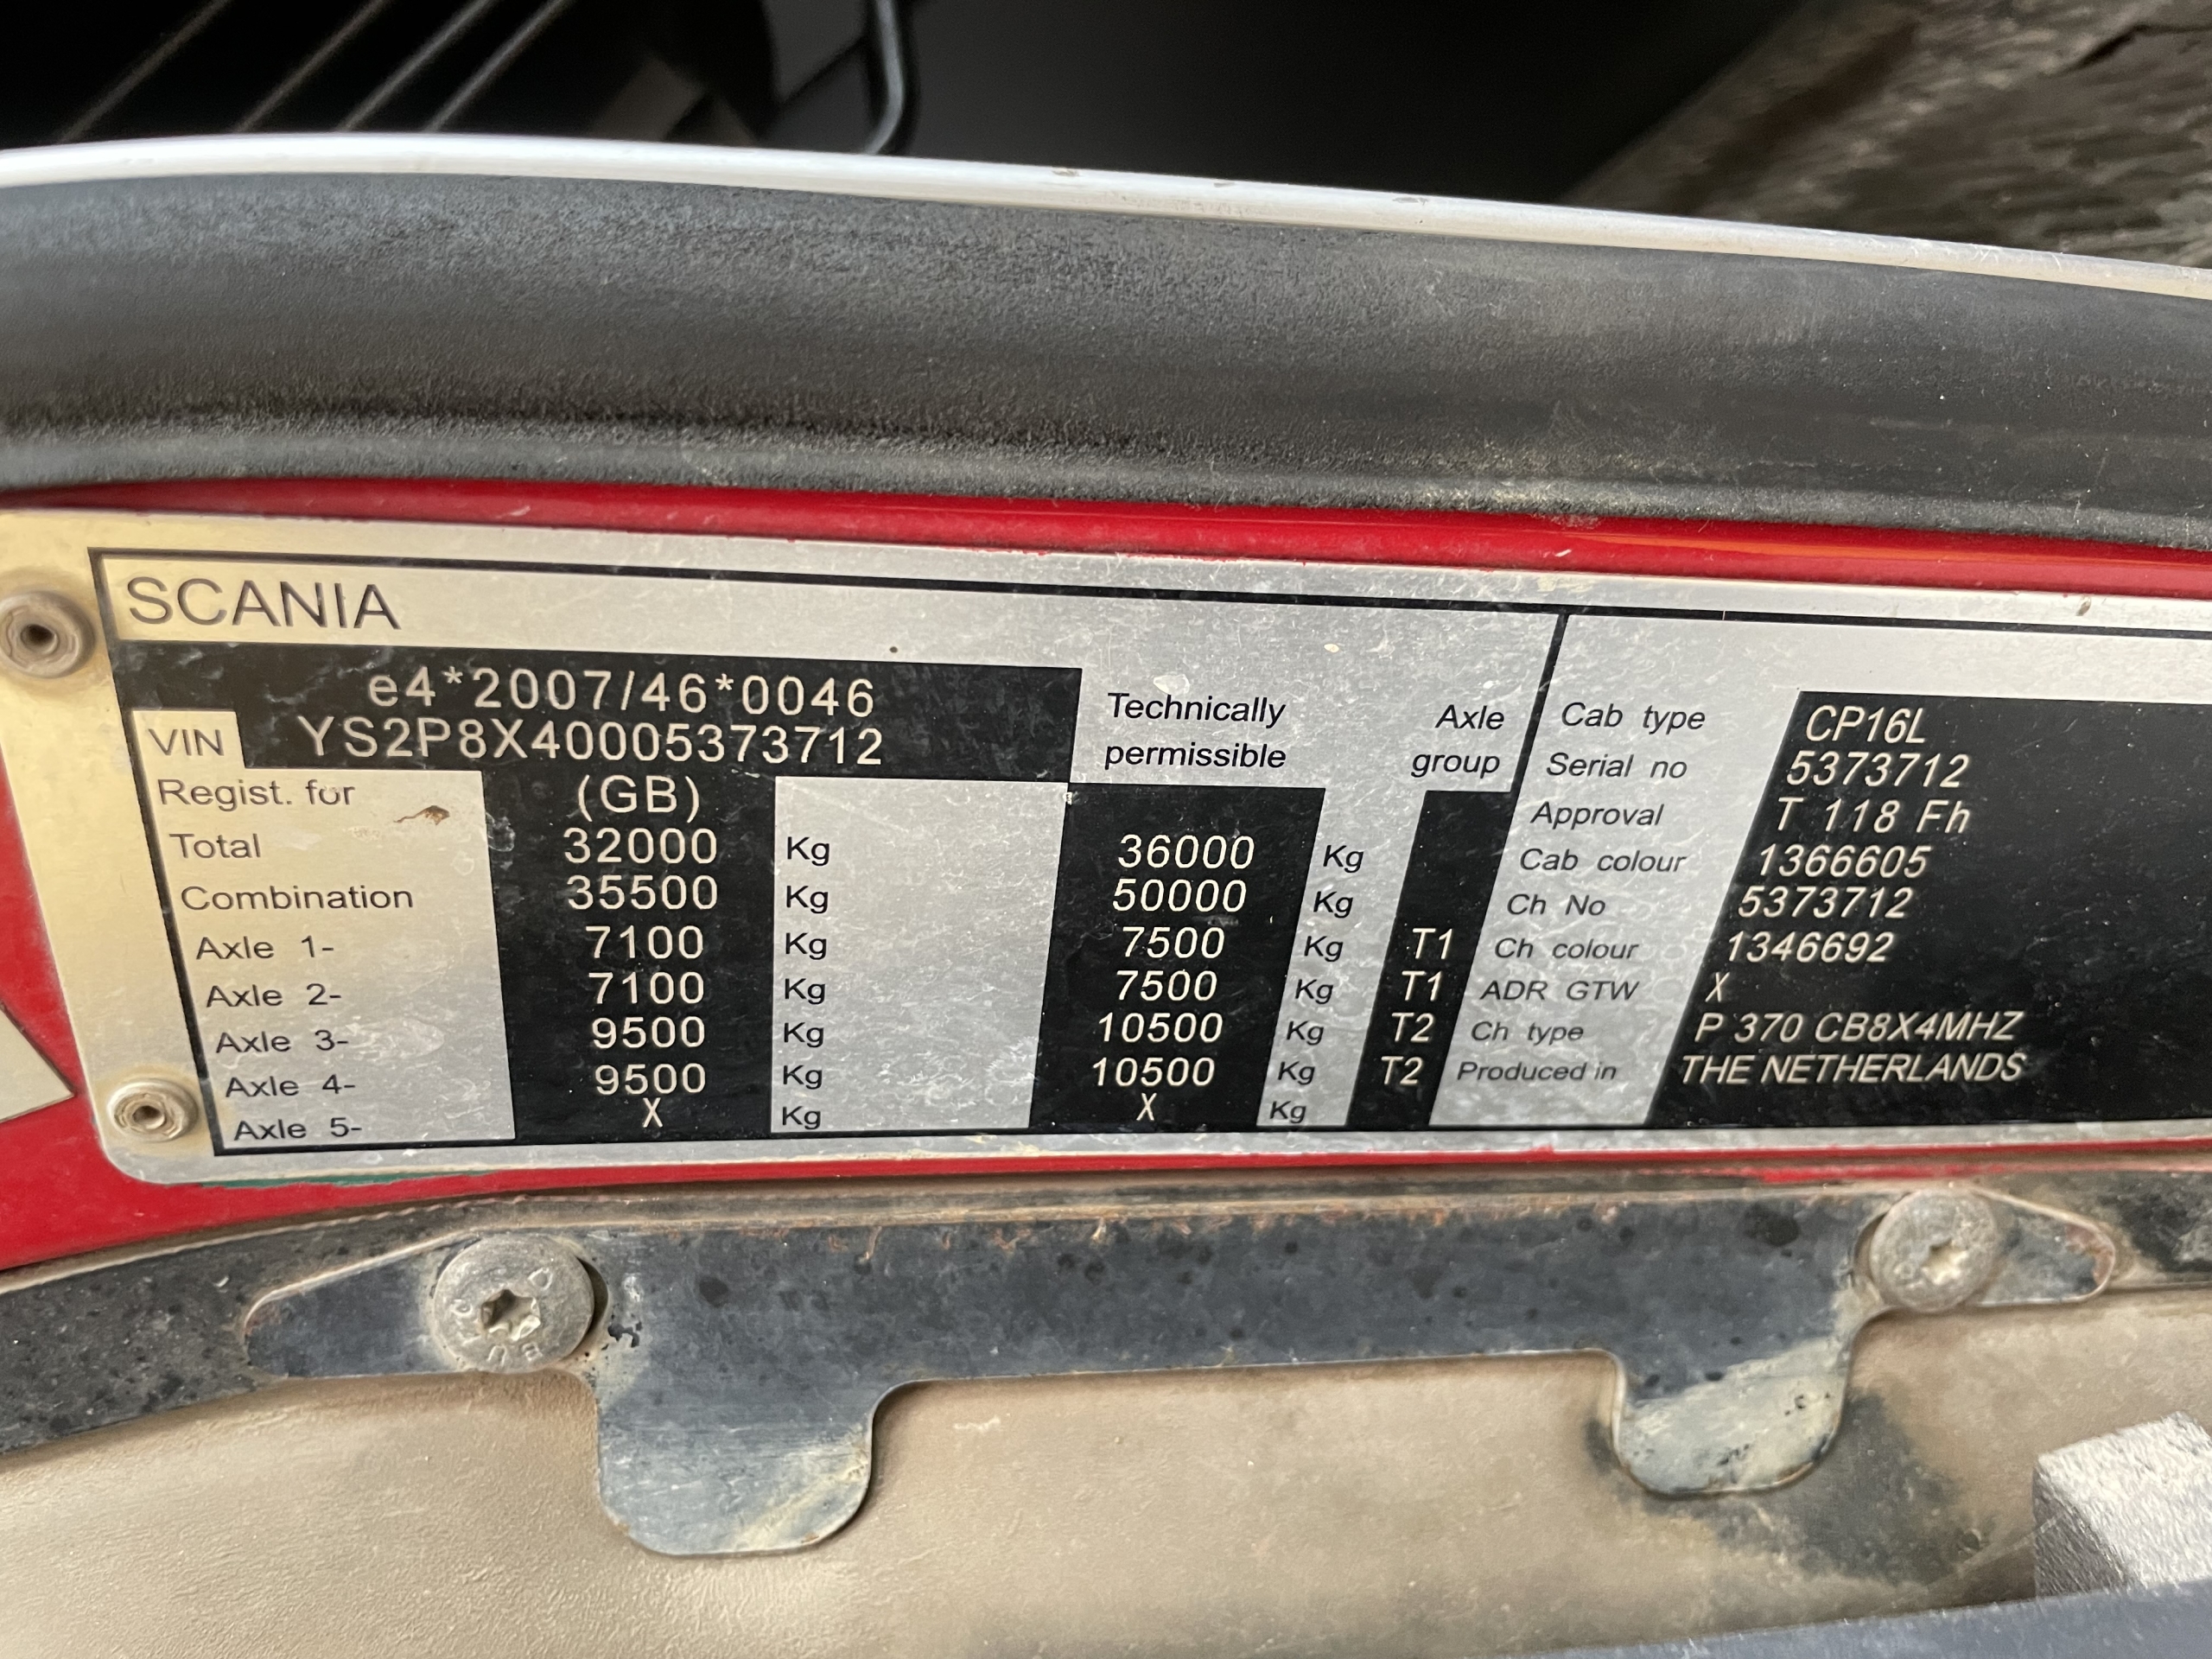 SCANIA
e4*2007/46*0046
VIN YS2P8X40005373712
Technically permissible
Axle group
Regist. for (GB)
Total 32000 Kg 36000 Kg
Combination 35500 Kg 50000 Kg
Axle 1- 7100 Kg 7500 Kg T1
Axle 2- 7100 Kg 7500 Kg T1
Axle 3- 9500 Kg 10500 Kg T2
Axle 4- 9500 Kg 10500 Kg T2
Axle 5- X Kg X Kg
Cab type CP16L
Serial no 5373712
Approval T 118 Fh
Cab colour 1366605
Ch No 5373712
Ch colour 1346692
ADR GTW X
Ch type P 370 CB8X4MHZ
Produced in THE NETHERLANDS